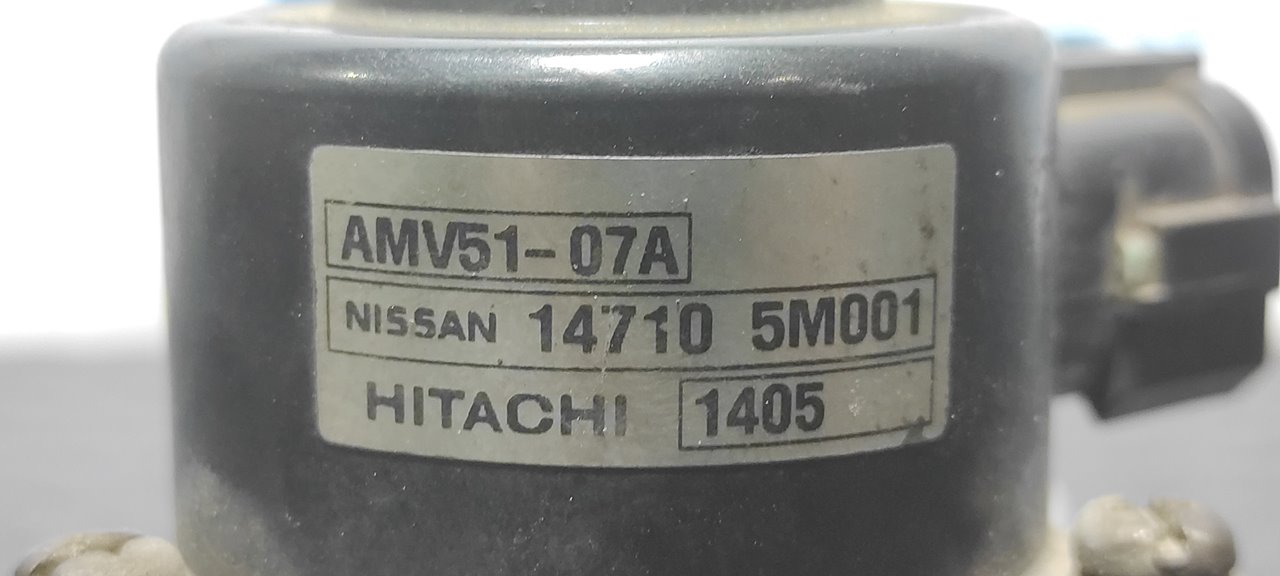 AMV51-07A
NISSAN 14710 5M001
HITACHI 1405